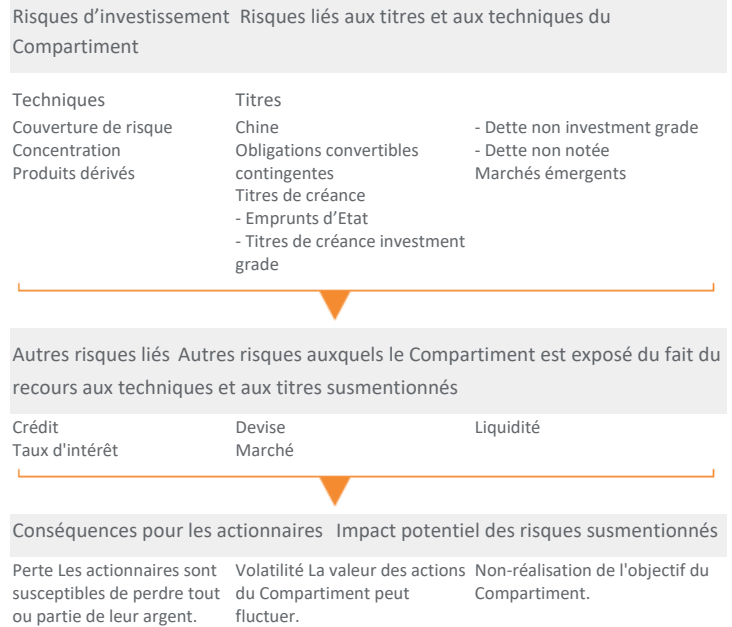 Risques d’investissement Risques liés aux titres et aux techniques du
Compartiment
Techniques
Couverture de risque
Concentration
Produits dérivés
Titres
Chine
Obligations convertibles
contingentes
Titres de créance
- Emprunts d’Etat
- Titres de créance investment
grade
- Dette non investment grade
- Dette non notée
Marchés émergents
Autres risques liés Autres risques auxquels le Compartiment est exposé du fait du
recours aux techniques et aux titres susmentionnés
Crédit
Taux d'intérêt
Devise
Marché
Liquidité
Conséquences pour les actionnaires Impact potentiel des risques susmentionnés
Perte Les actionnaires sont
susceptibles de perdre tout
ou partie de leur argent.
Volatilité La valeur des actions
du Compartiment peut
fluctuer.
Non-réalisation de l'objectif du
Compartiment.